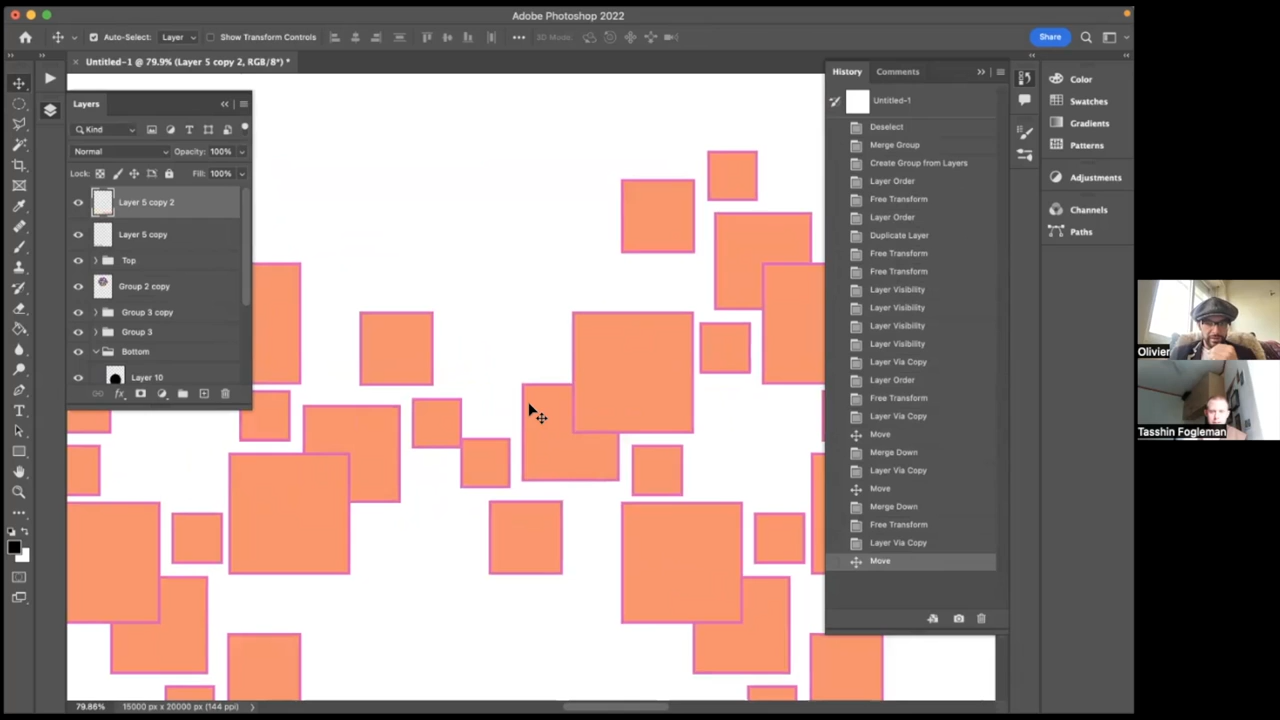 Adobe Photoshop 2022
Auto-Select: Layer Show Transform Controls ••• 3D Mode: Share
× Untitled-1 @ 79.9% (Layer 5 copy 2, RGB/8*) *
Layers
Kind
Normal Opacity: 100%
Lock: Fill: 100%
Layer 5 copy 2
Layer 5 copy
Top
Group 2 copy
Group 3 copy
Group 3
Bottom
Layer 10
fx
T
History Comments
Untitled-1
Deselect
Merge Group
Create Group from Layers
Layer Order
Free Transform
Layer Order
Duplicate Layer
Free Transform
Free Transform
Layer Visibility
Layer Visibility
Layer Visibility
Layer Visibility
Layer Via Copy
Layer Order
Free Transform
Layer Via Copy
Move
Merge Down
Layer Via Copy
Move
Merge Down
Free Transform
Layer Via Copy
Move
Color
Swatches
Gradients
Patterns
Adjustments
Channels
Paths
Olivier
Tasshin Fogleman
79.86% 15000 px x 20000 px (144 ppi)